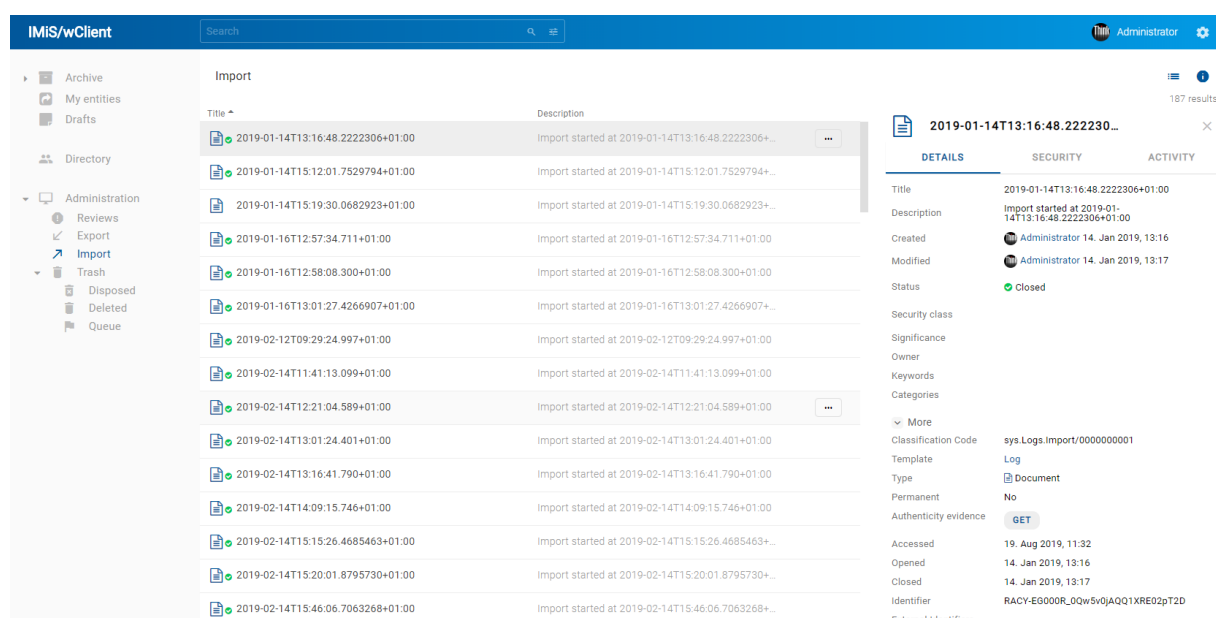 IMiS/wClient
Search
Administrator
Archive
My entities
Drafts
Directory
Administration
Reviews
Export
Import
Trash
Disposed
Deleted
Queue
Import
187 results
Title Description
2019-01-14T13:16:48.2222306+01:00 Import started at 2019-01-14T13:16:48.2222306+...
2019-01-14T15:12:01.7529794+01:00 Import started at 2019-01-14T15:12:01.7529794+...
2019-01-14T15:19:30.0682923+01:00 Import started at 2019-01-14T15:19:30.0682923+...
2019-01-16T12:57:34.711+01:00 Import started at 2019-01-16T12:57:34.711+01:00
2019-01-16T12:58:08.300+01:00 Import started at 2019-01-16T12:58:08.300+01:00
2019-01-16T13:01:27.4266907+01:00 Import started at 2019-01-16T13:01:27.4266907+...
2019-02-12T09:29:24.997+01:00 Import started at 2019-02-12T09:29:24.997+01:00
2019-02-14T11:41:13.099+01:00 Import started at 2019-02-14T11:41:13.099+01:00
2019-02-14T12:21:04.589+01:00 Import started at 2019-02-14T12:21:04.589+01:00
2019-02-14T13:01:24.401+01:00 Import started at 2019-02-14T13:01:24.401+01:00
2019-02-14T13:16:41.790+01:00 Import started at 2019-02-14T13:16:41.790+01:00
2019-02-14T14:09:15.746+01:00 Import started at 2019-02-14T14:09:15.746+01:00
2019-02-14T15:15:26.4685463+01:00 Import started at 2019-02-14T15:15:26.4685463+...
2019-02-14T15:20:01.8795730+01:00 Import started at 2019-02-14T15:20:01.8795730+...
2019-02-14T15:46:06.7063268+01:00 Import started at 2019-02-14T15:46:06.7063268+...
2019-01-14T13:16:48.222230...
DETAILS SECURITY ACTIVITY
Title 2019-01-14T13:16:48.2222306+01:00
Description Import started at 2019-01-
14T13:16:48.2222306+01:00
Created Administrator 14. Jan 2019, 13:16
Modified Administrator 14. Jan 2019, 13:17
Status Closed
Security class
Significance
Owner
Keywords
Categories
More
Classification Code sys.Logs.Import/0000000001
Template Log
Type Document
Permanent No
Authenticity evidence GET
Accessed 19. Aug 2019, 11:32
Opened 14. Jan 2019, 13:16
Closed 14. Jan 2019, 13:17
Identifier RACY-EG000R_0Qw5v0jAQQ1XRE02pT2D